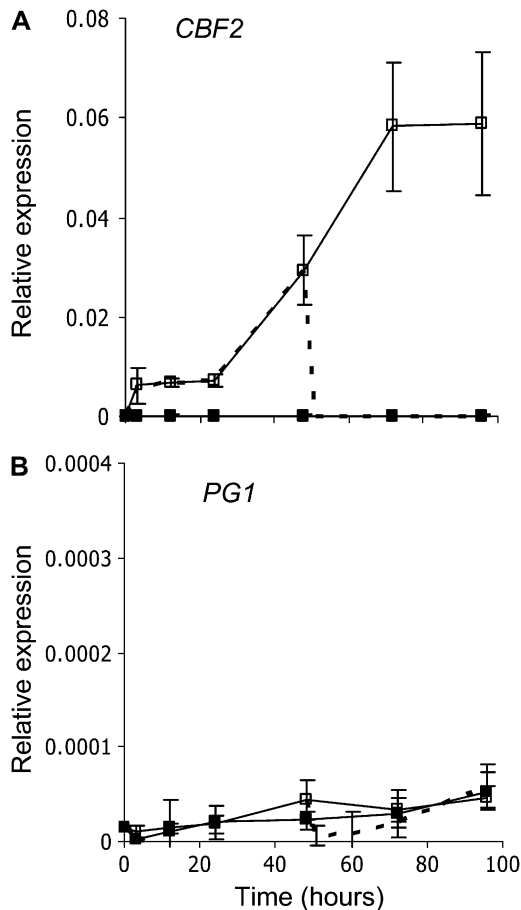 A
CBF2
0.08
0.06
0.04
0.02
0
Relative expression
B
PG1
0.0004
0.0003
0.0002
0.0001
0
Relative expression
0 20 40 60 80 100
Time (hours)